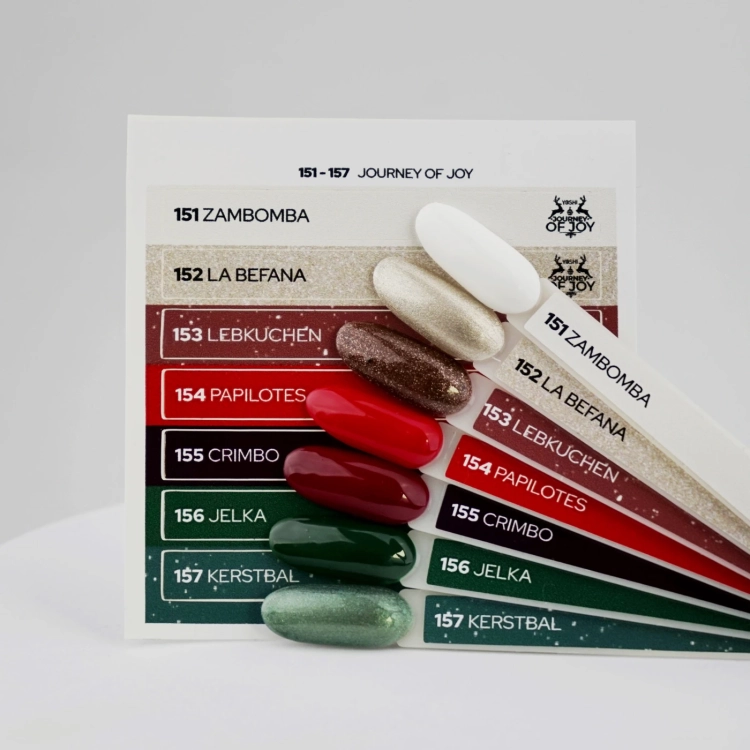 151 - 157 JOURNEY OF JOY
151 ZAMBOMBA
YOSHI
JOURNEY
OF JOY
152 LA BEFANA
YOSHI
JOURNEY
OF JOY
153 LEBKUCHEN
154 PAPILOTES
155 CRIMBO
156 JELKA
157 KERSTBAL
151 ZAMBOMBA
152 LA BEFANA
153 LEBKUCHEN
154 PAPILOTES
155 CRIMBO
156 JELKA
157 KERSTBAL